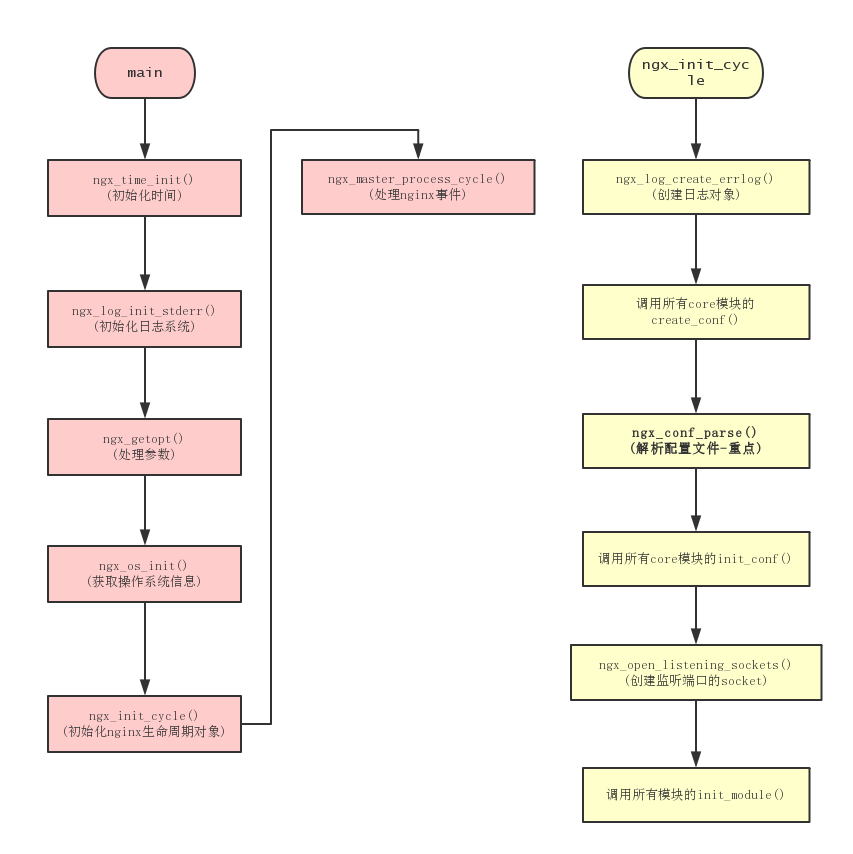 main
ngx_time_init()
(初始化时间)
ngx_log_init_stderr()
(初始化日志系统)
ngx_getopt()
(处理参数)
ngx_os_init()
(获取操作系统信息)
ngx_init_cycle()
(初始化nginx生命周期对象)
ngx_master_process_cycle()
(处理nginx事件)
ngx_init_cyc
le
ngx_log_create_errlog()
(创建日志对象)
调用所有core模块的
create_conf()
ngx_conf_parse()
(解析配置文件-重点)
调用所有core模块的init_conf()
ngx_open_listening_sockets()
(创建监听端口的socket)
调用所有模块的init_module()